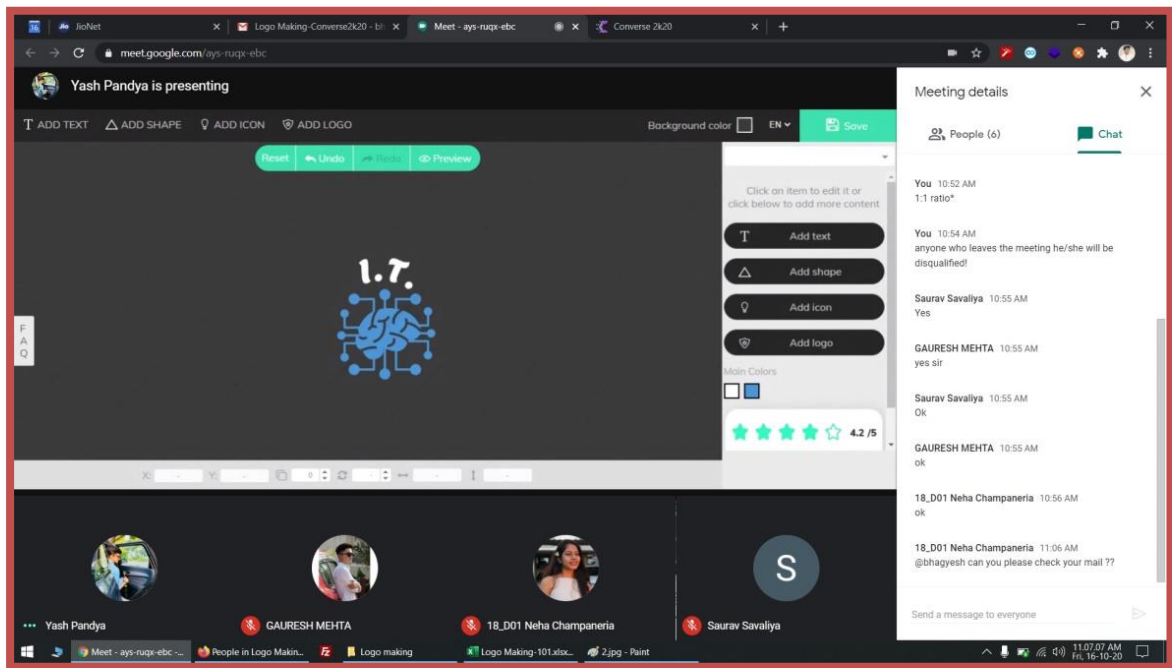 36 JioNet
Logo Making-Converse2k20 - bh
Meet - ays-ruqx-ebc
Converse 2k20
meet.google.com/ays-ruqx-ebc
Yash Pandya is presenting
T ADD TEXT ADD SHAPE ADD ICON ADD LOGO
Background color EN Save
Reset Undo Redo Preview
I.T.
FAQ
Click an item to edit it or
click below to add more content
T Add text
Add shape
Add icon
Add logo
Main Colors
4.2 /5
X: - Y: - 0 - - I -
Meeting details
People (6) Chat
You 10:52 AM
1:1 ratio*
You 10:54 AM
anyone who leaves the meeting he/she will be
disqualified!
Saurav Savaliya 10:55 AM
Yes
GAURESH MEHTA 10:55 AM
yes sir
Saurav Savaliya 10:55 AM
Ok
GAURESH MEHTA 10:55 AM
ok
18_D01 Neha Champaneria 10:56 AM
ok
18_D01 Neha Champaneria 11:06 AM
@bhagyesh can you please check your mail ??
Send a message to everyone
S
Yash Pandya
GAURESH MEHTA
18_D01 Neha Champaneria
Saurav Savaliya
Meet - ays-ruqx-ebc -...
People in Logo Makin...
Logo making
Logo Making-101.xlsx...
2.jpg - Paint
11.07.07 AM
Fri, 16-10-20